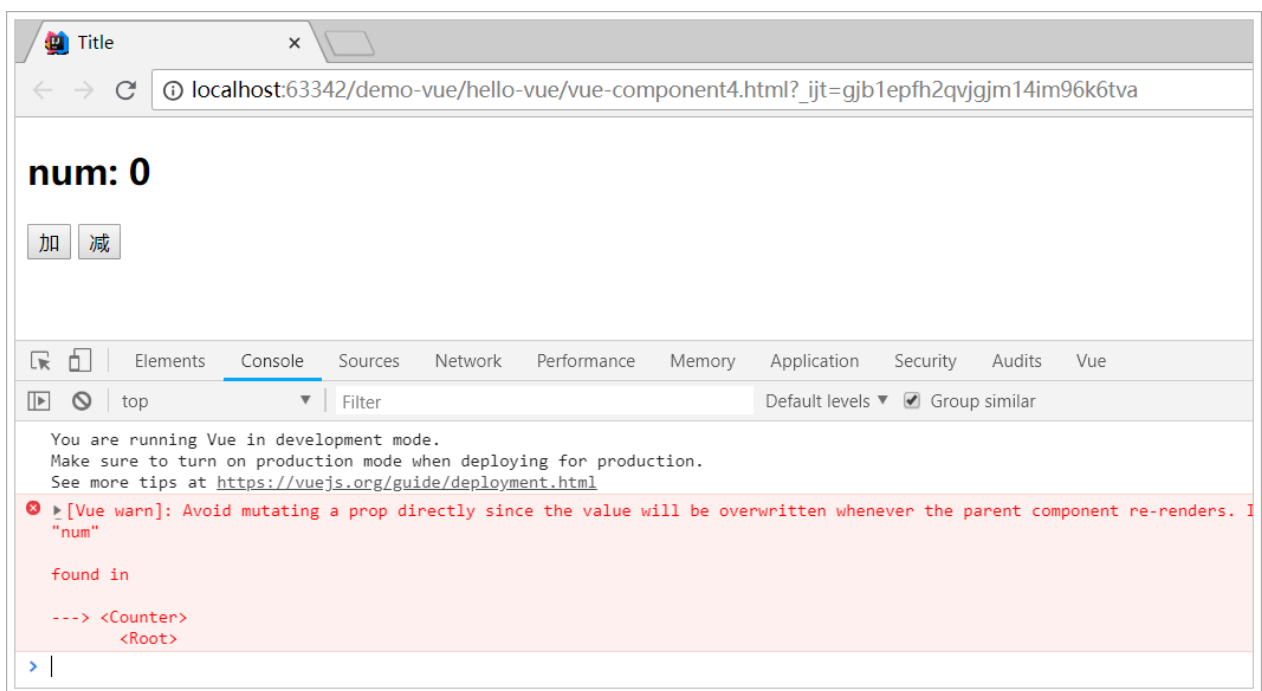 Title
localhost:63342/demo-vue/hello-vue/vue-component4.html?_ijt=gjb1epfh2qvjgjm14im96k6tva
num: 0
加 减
Elements Console Sources Network Performance Memory Application Security Audits Vue
top Filter Default levels Group similar
You are running Vue in development mode.
Make sure to turn on production mode when deploying for production.
See more tips at https://vuejs.org/guide/deployment.html
[Vue warn]: Avoid mutating a prop directly since the value will be overwritten whenever the parent component re-renders. I
"num"
found in
---> <Counter>
<Root>